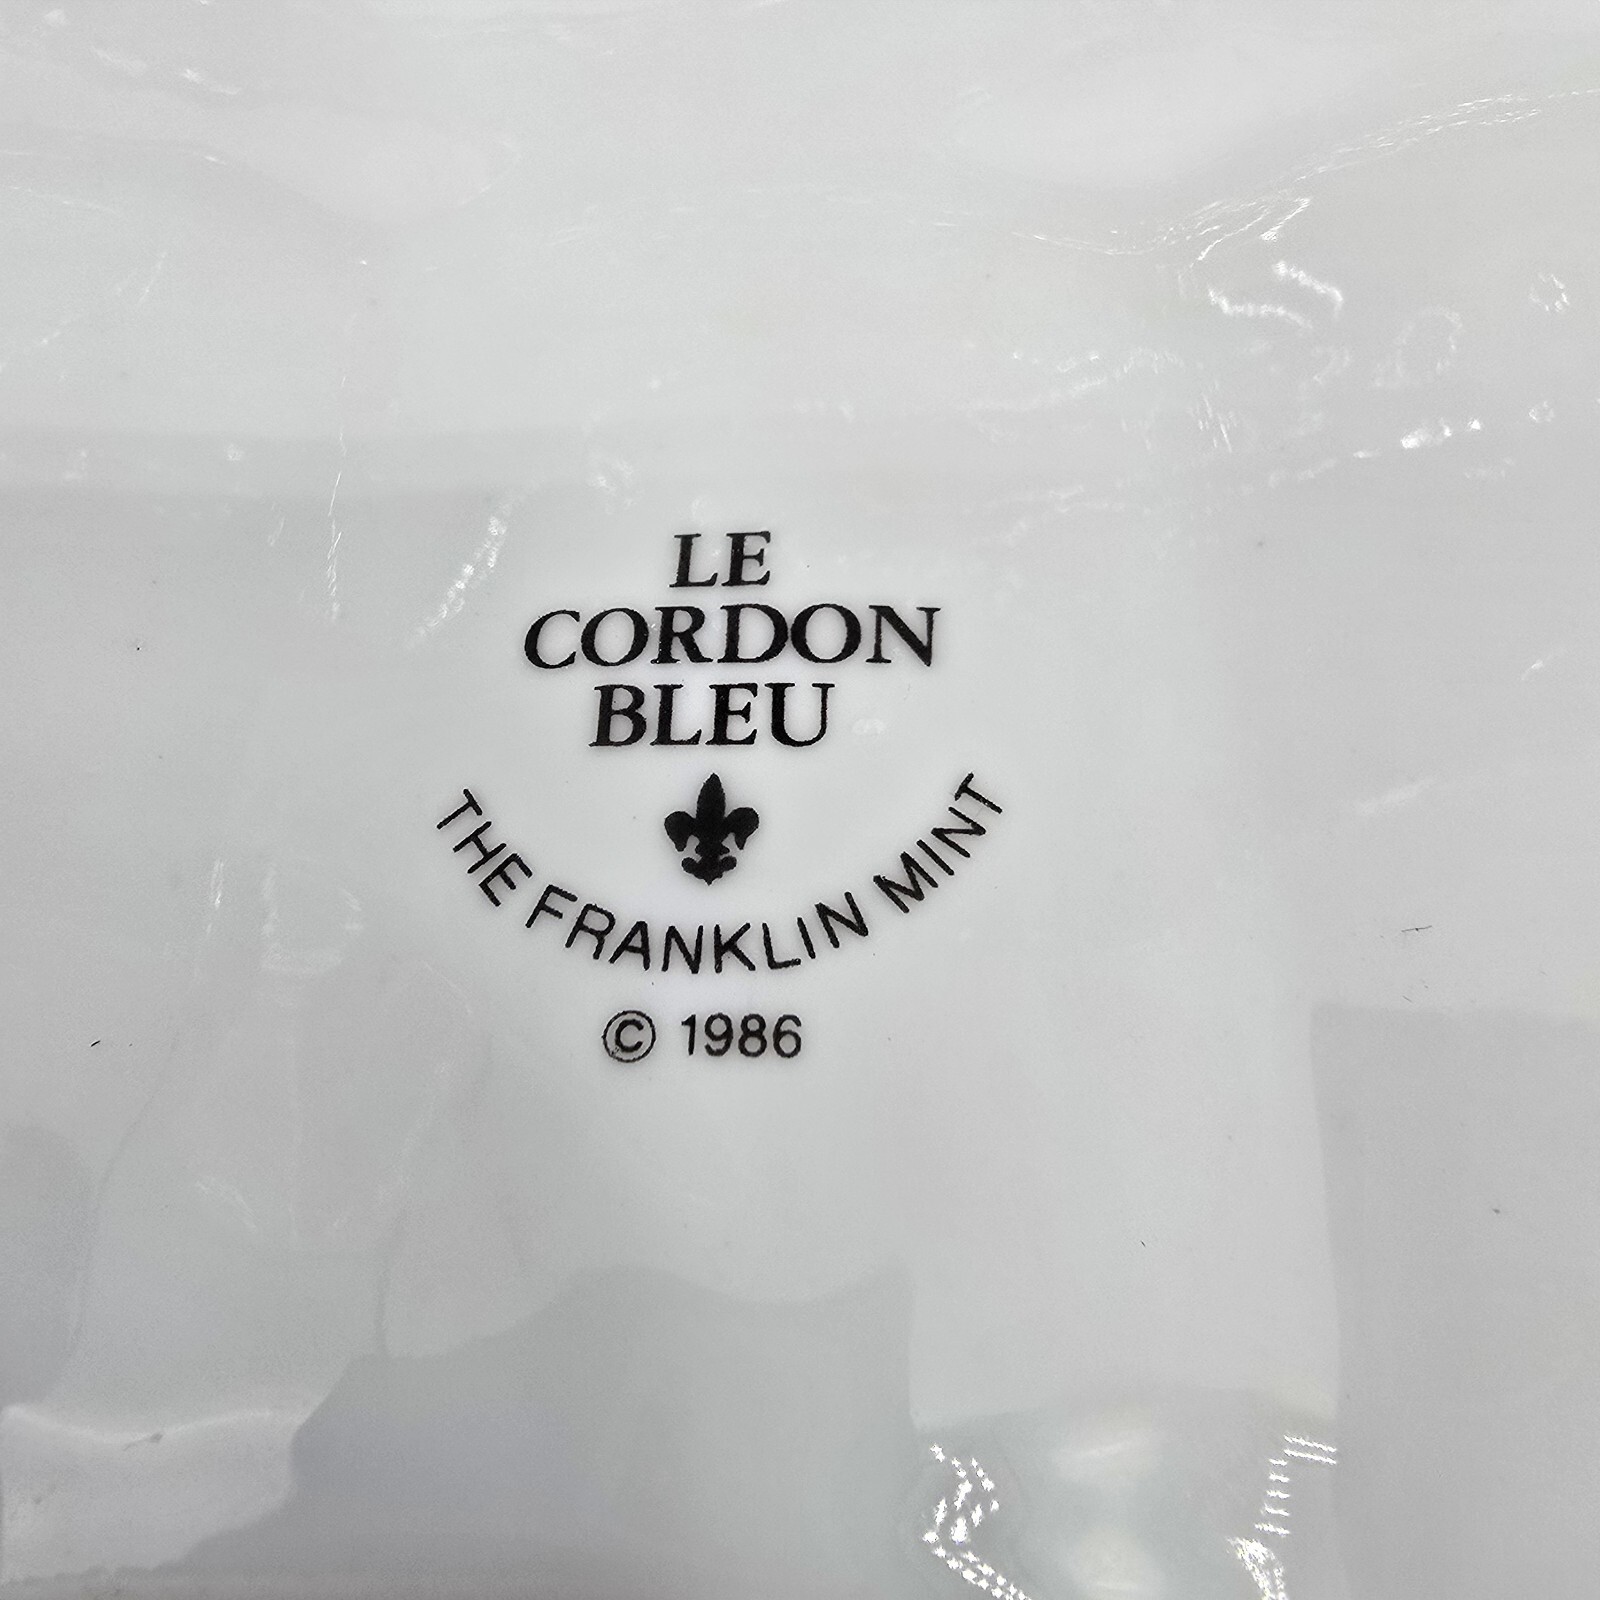 LE
CORDON
BLEU
THE FRANKLIN MINT
© 1986